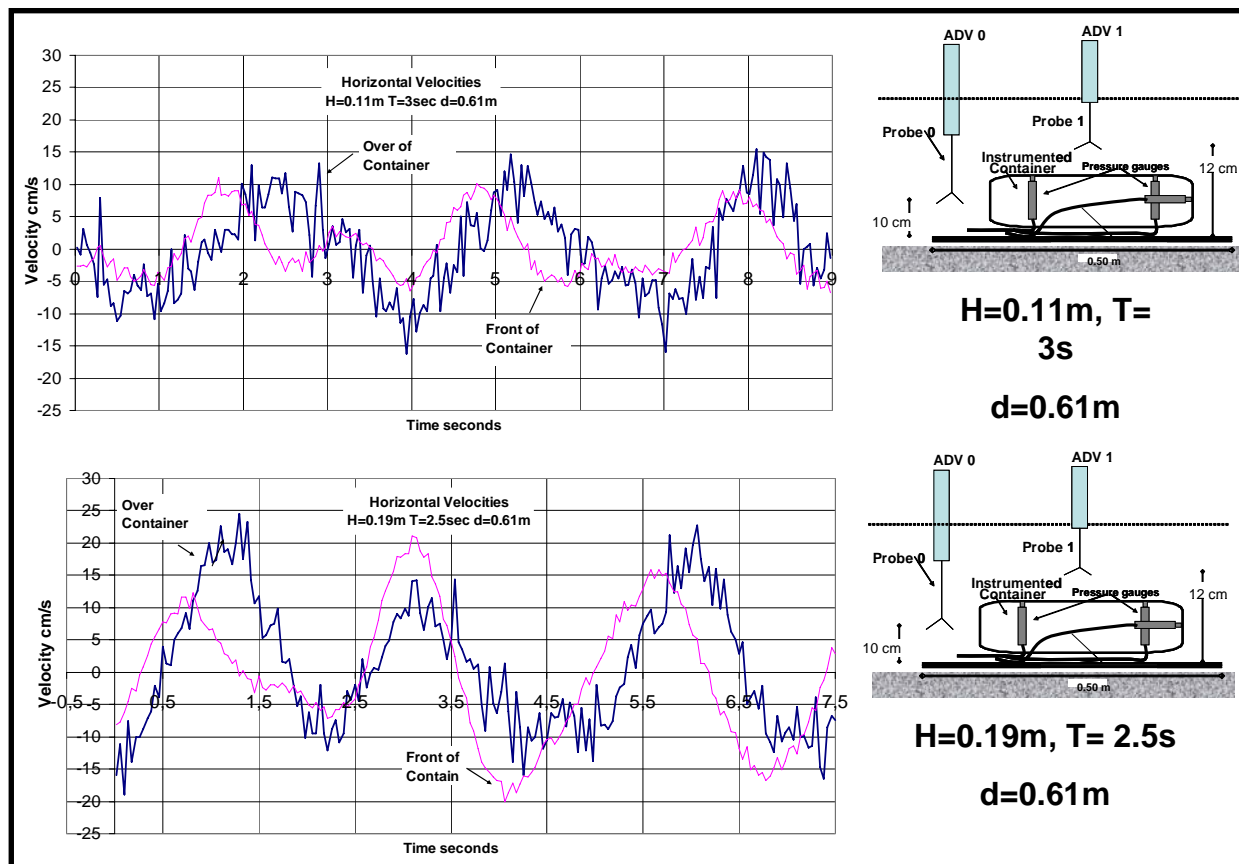 30
25
20
15
10
5
0
-5
-10
-15
-20
-25
Velocity cm/s
0 1 2 3 4 5 6 7 8 9
Time seconds
Horizontal Velocities
H=0.11m T=3sec d=0.61m
Over of
Container
Front of
Container
ADV 0
ADV 1
Probe 0
Probe 1
Instrumented
Container
Pressure gauges
12 cm
10 cm
0.50 m
H=0.11m, T=
3s
d=0.61m
30
25
20
15
10
5
0
-5
-10
-15
-20
-25
Velocity cm/s
-0,5 0,5 1,5 2,5 3,5 4,5 5,5 6,5 7,5
Time seconds
Horizontal Velocities
H=0.19m T=2.5sec d=0.61m
Over
Container
Front of
Contain
ADV 0
ADV 1
Probe 0
Probe 1
Instrumented
Container
Pressure gauges
12 cm
10 cm
0.50 m
H=0.19m, T= 2.5s
d=0.61m